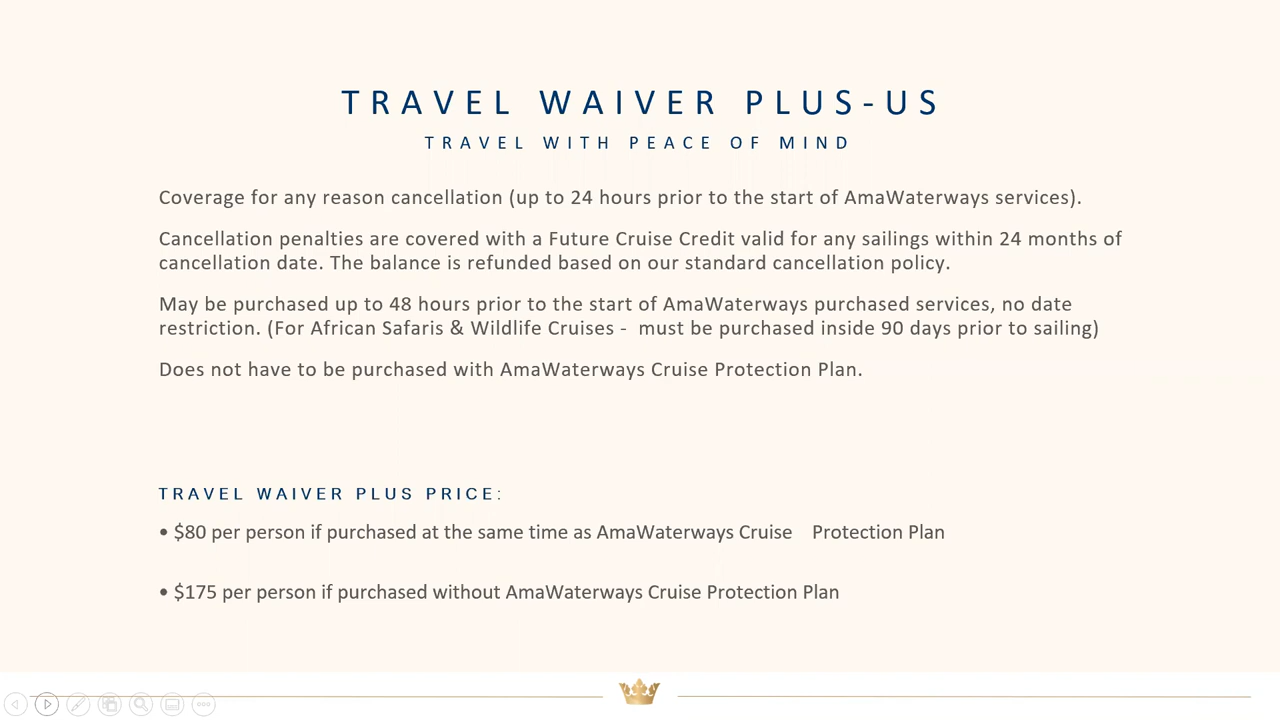 TRAVEL WAIVER PLUS-US
TRAVEL WITH PEACE OF MIND
Coverage for any reason cancellation (up to 24 hours prior to the start of AmaWaterways services).
Cancellation penalties are covered with a Future Cruise Credit valid for any sailings within 24 months of
cancellation date. The balance is refunded based on our standard cancellation policy.
May be purchased up to 48 hours prior to the start of AmaWaterways purchased services, no date
restriction. (For African Safaris & Wildlife Cruises -  must be purchased inside 90 days prior to sailing)
Does not have to be purchased with AmaWaterways Cruise Protection Plan.
TRAVEL WAIVER PLUS PRICE:
• $80 per person if purchased at the same time as AmaWaterways Cruise    Protection Plan
• $175 per person if purchased without AmaWaterways Cruise Protection Plan